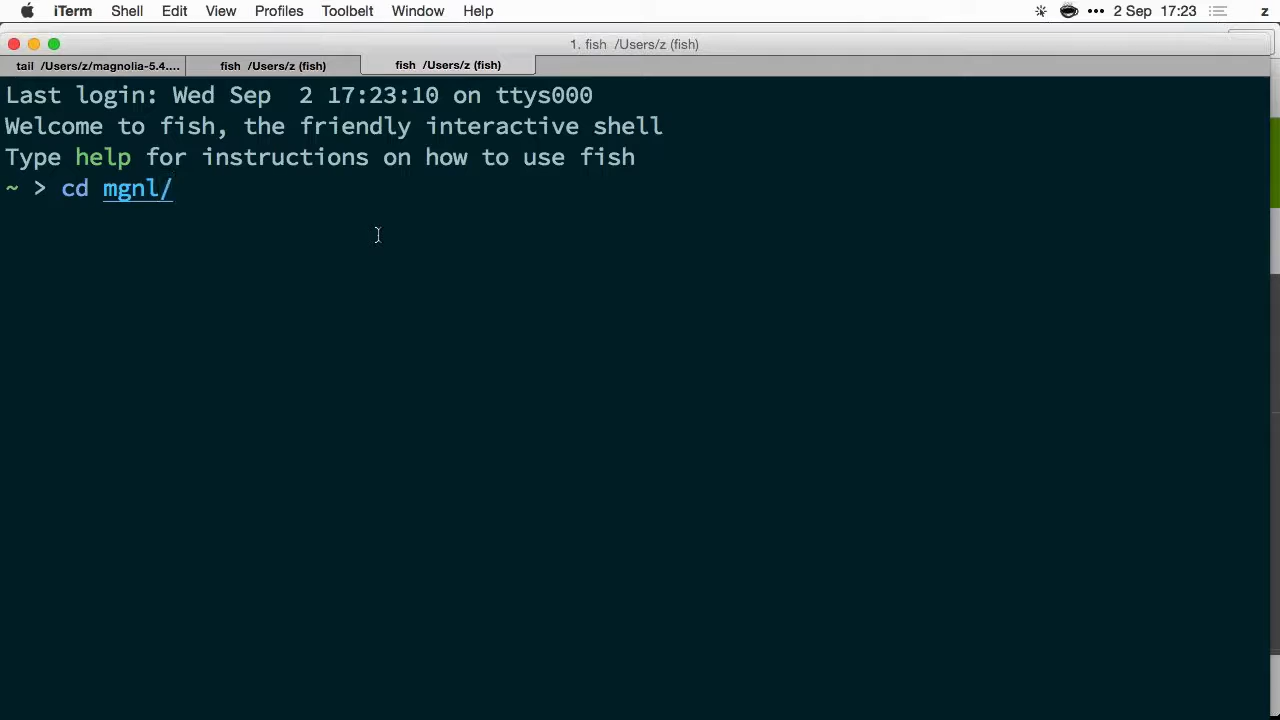 iTerm Shell Edit View Profiles Toolbelt Window Help 2 Sep 17:23 z
1. fish /Users/z (fish)
tail /Users/z/magnolia-5.4.... fish /Users/z (fish) fish /Users/z (fish)
Last login: Wed Sep  2 17:23:10 on ttys000
Welcome to fish, the friendly interactive shell
Type help for instructions on how to use fish
~ > cd mgnl/